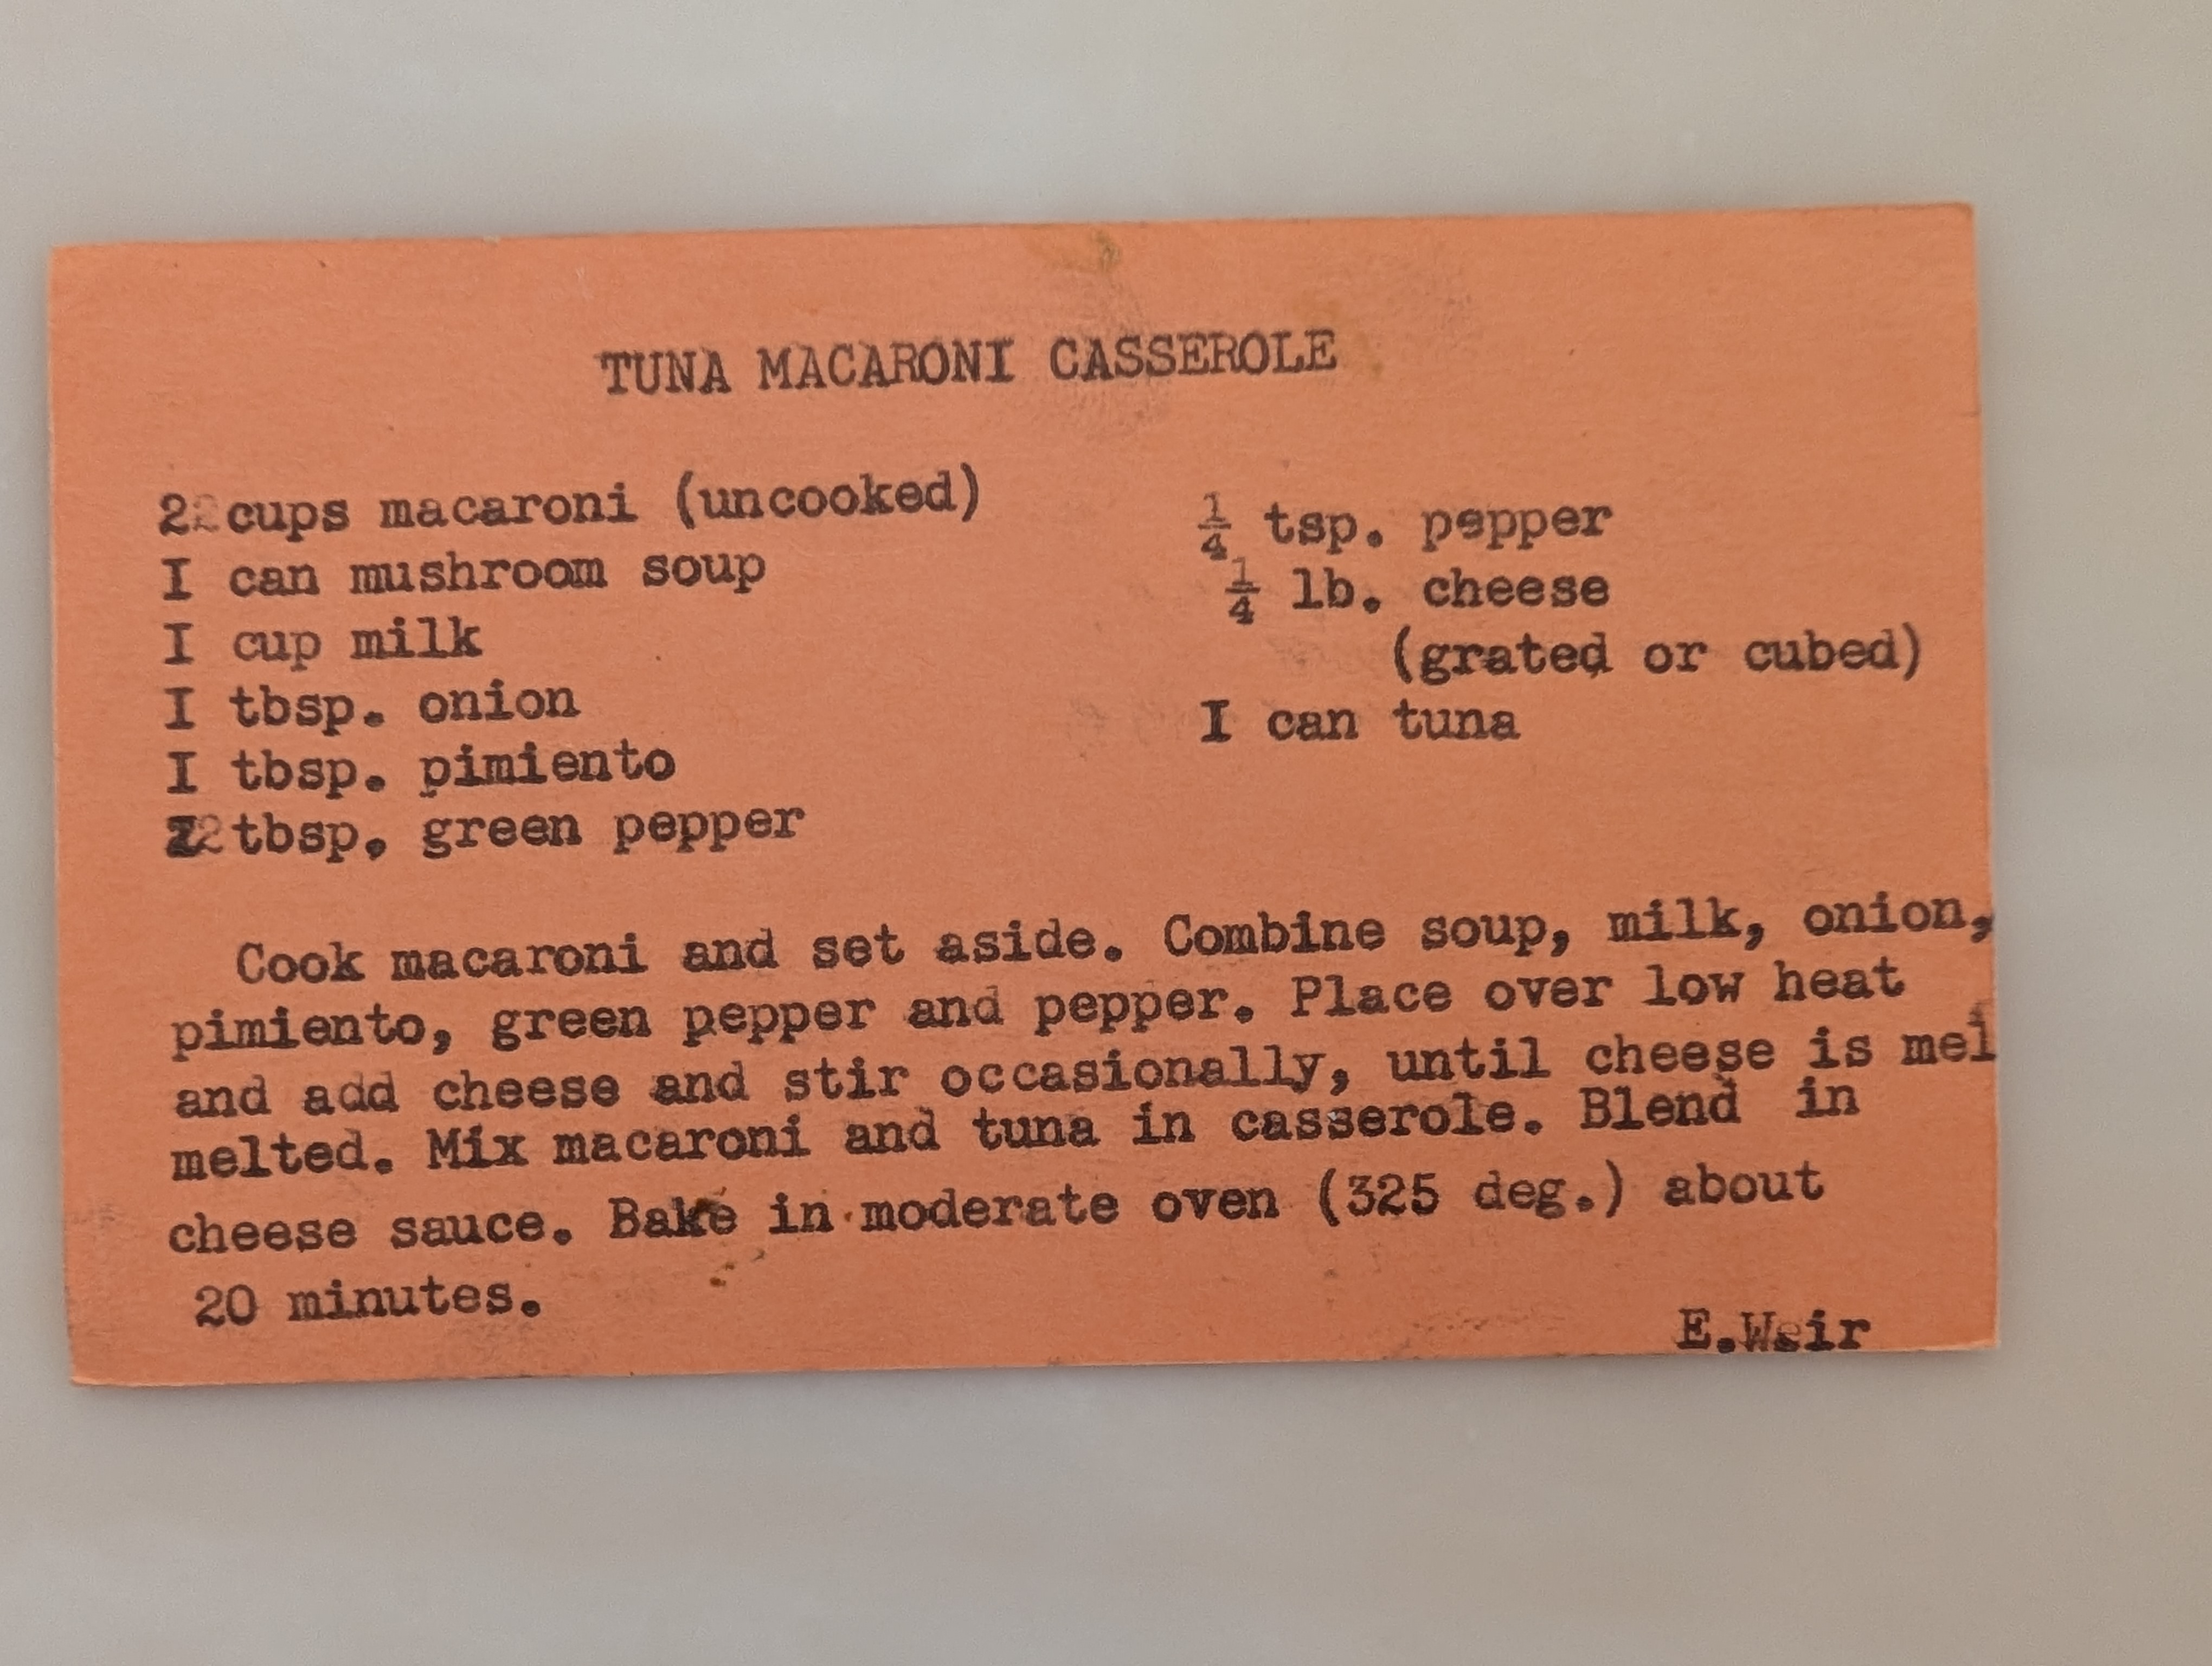 TUNA MACARONI CASSEROLE
2 cups macaroni (uncooked)
I can mushroom soup
I cup milk
I tbsp. onion
I tbsp. pimiento
2 tbsp. green pepper
1/4 tsp. pepper
1/4 lb. cheese
(grated or cubed)
I can tuna
Cook macaroni and set aside. Combine soup, milk, onion,
pimiento, green pepper and pepper. Place over low heat
and add cheese and stir occasionally, until cheese is mel
melted. Mix macaroni and tuna in casserole. Blend in
cheese sauce. Bake in moderate oven (325 deg.) about
20 minutes.
E.Weir